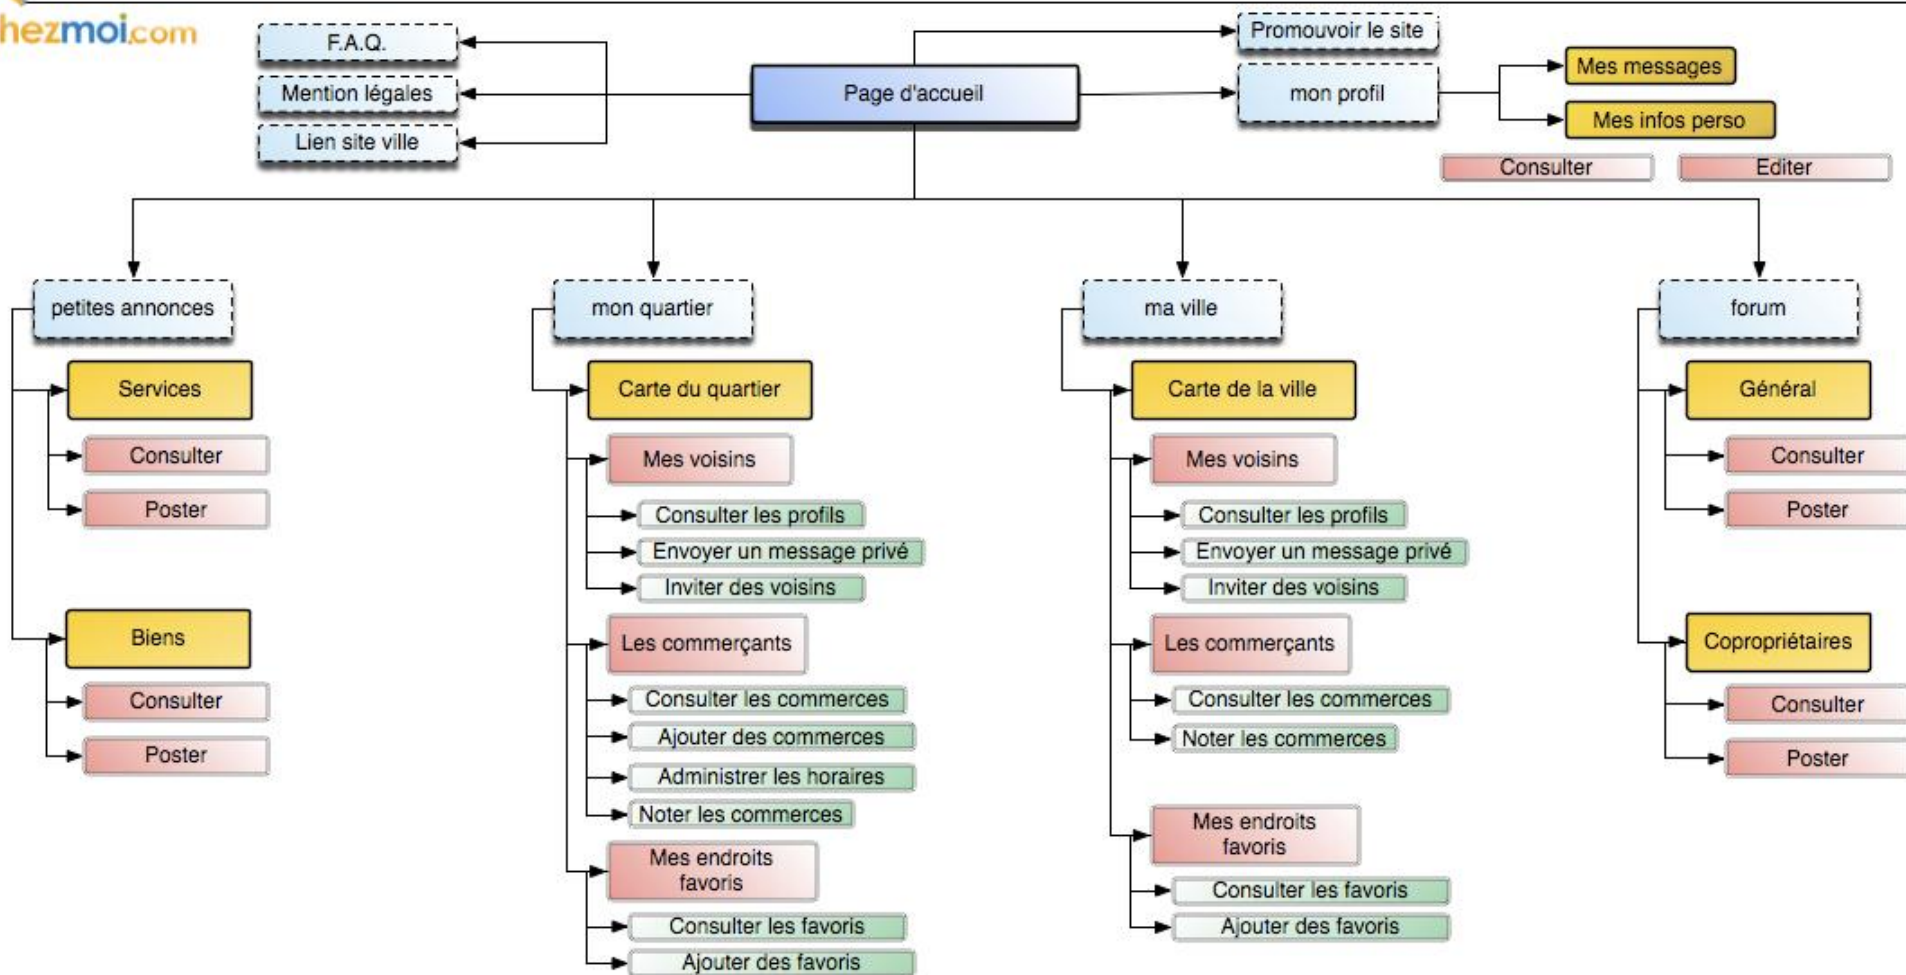 hezmoi.com
F.A.Q.
Mention légales
Lien site ville
Page d'accueil
Promouvoir le site
mon profil
Mes messages
Mes infos perso
Consulter
Editer
petites annonces
Services
Consulter
Poster
Biens
Consulter
Poster
mon quartier
Carte du quartier
Mes voisins
Consulter les profils
Envoyer un message privé
Inviter des voisins
Les commerçants
Consulter les commerces
Ajouter des commerces
Administrer les horaires
Noter les commerces
Mes endroits
favoris
Consulter les favoris
Ajouter des favoris
ma ville
Carte de la ville
Mes voisins
Consulter les profils
Envoyer un message privé
Inviter des voisins
Les commerçants
Consulter les commerces
Noter les commerces
Mes endroits
favoris
Consulter les favoris
Ajouter des favoris
forum
Général
Consulter
Poster
Copropriétaires
Consulter
Poster